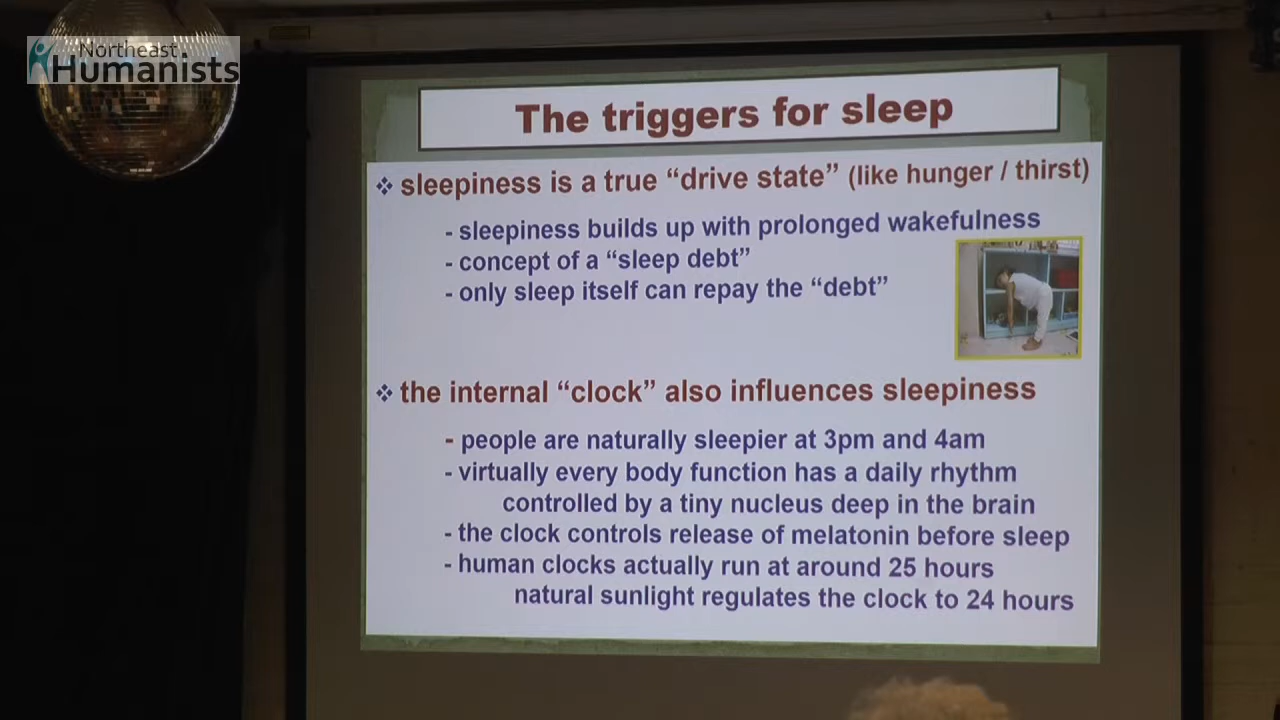 Northeast
Humanists
The triggers for sleep
❖ sleepiness is a true “drive state” (like hunger / thirst)
- sleepiness builds up with prolonged wakefulness
- concept of a “sleep debt”
- only sleep itself can repay the “debt”
❖ the internal “clock” also influences sleepiness
- people are naturally sleepier at 3pm and 4am
- virtually every body function has a daily rhythm
controlled by a tiny nucleus deep in the brain
- the clock controls release of melatonin before sleep
- human clocks actually run at around 25 hours
natural sunlight regulates the clock to 24 hours